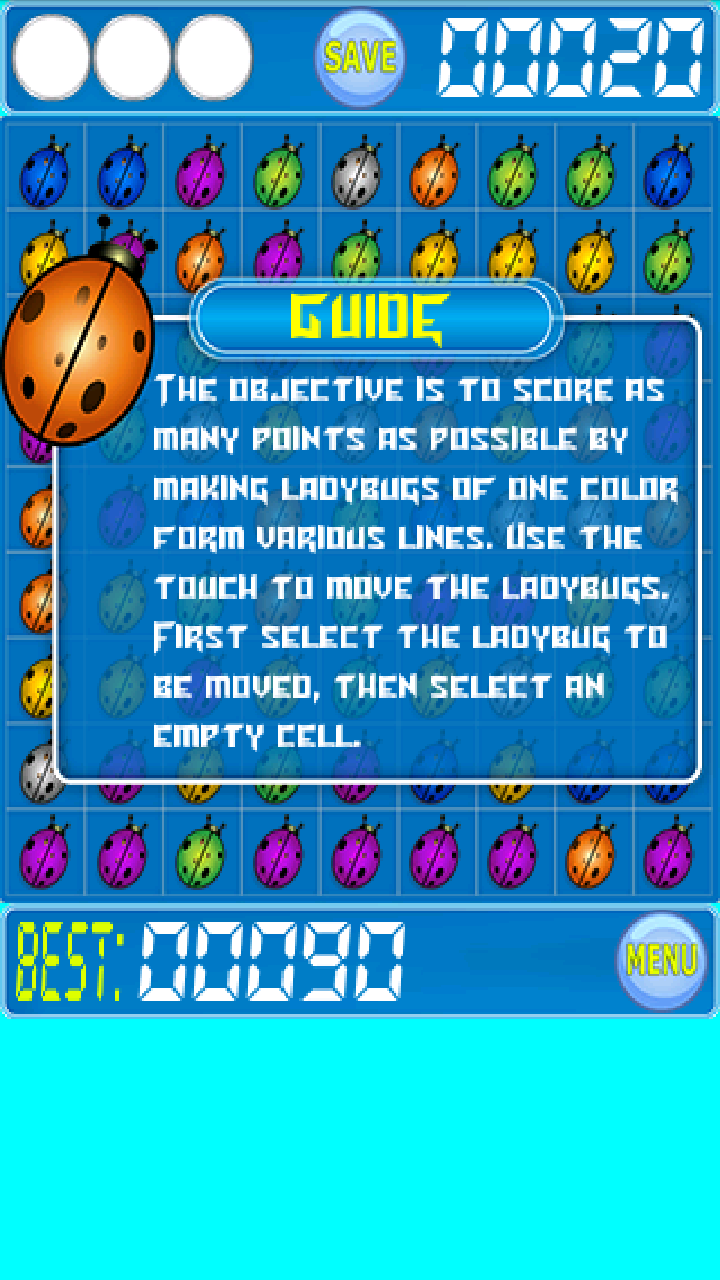 SAVE 00020
GUIDE
The objective is to score as
many points as possible by
making ladybugs of one color
form various lines. Use the
touch to move the ladybugs.
First select the ladybug to
be moved, then select an
empty cell.
BEST: 00090 MENU